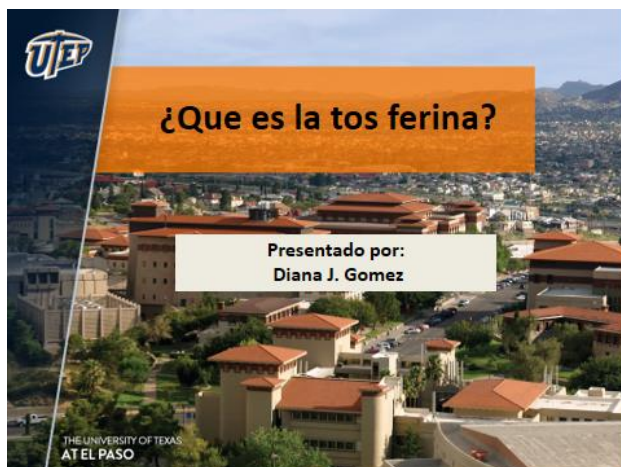 UTEP
¿Que es la tos ferina?
Presentado por:
Diana J. Gomez
THE UNIVERSITY OF TEXAS
AT EL PASO